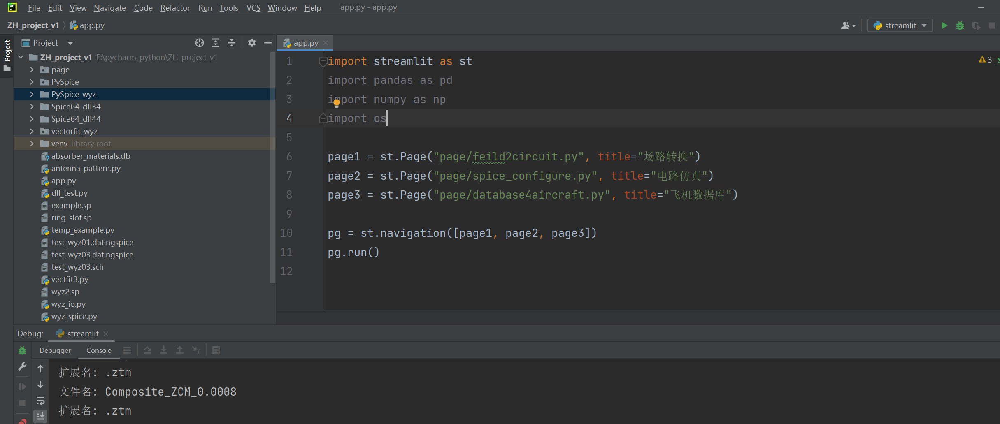 PC File Edit View Navigate Code Refactor Run Tools VCS Window Help app.py - app.py
ZH_project_v1 app.py streamlit
Project
Project
ZH_project_v1 E:\pycharm_python\ZH_project_v1
page
PySpice
PySpice_wyz
Spice64_dll34
Spice64_dll44
vectorfit_wyz
venv library root
absorber_materials.db
antenna_pattern.py
app.py
dll_test.py
example.sp
ring_slot.sp
temp_example.py
test_wyz01.dat.ngspice
test_wyz03.dat.ngspice
test_wyz03.sch
vectfit3.py
wyz2.sp
wyz_io.py
wyz_spice.py
app.py
3
1 import streamlit as st
2 import pandas as pd
3 import numpy as np
4 import os
5
6 page1 = st.Page("page/feild2circuit.py", title="场路转换")
7 page2 = st.Page("page/spice_configure.py", title="电路仿真")
8 page3 = st.Page("page/database4aircraft.py", title="飞机数据库")
9
10 pg = st.navigation([page1, page2, page3])
11 pg.run()
12
Debug: streamlit
Debugger Console
扩展名: .ztm
文件名: Composite_ZCM_0.0008
扩展名: .ztm